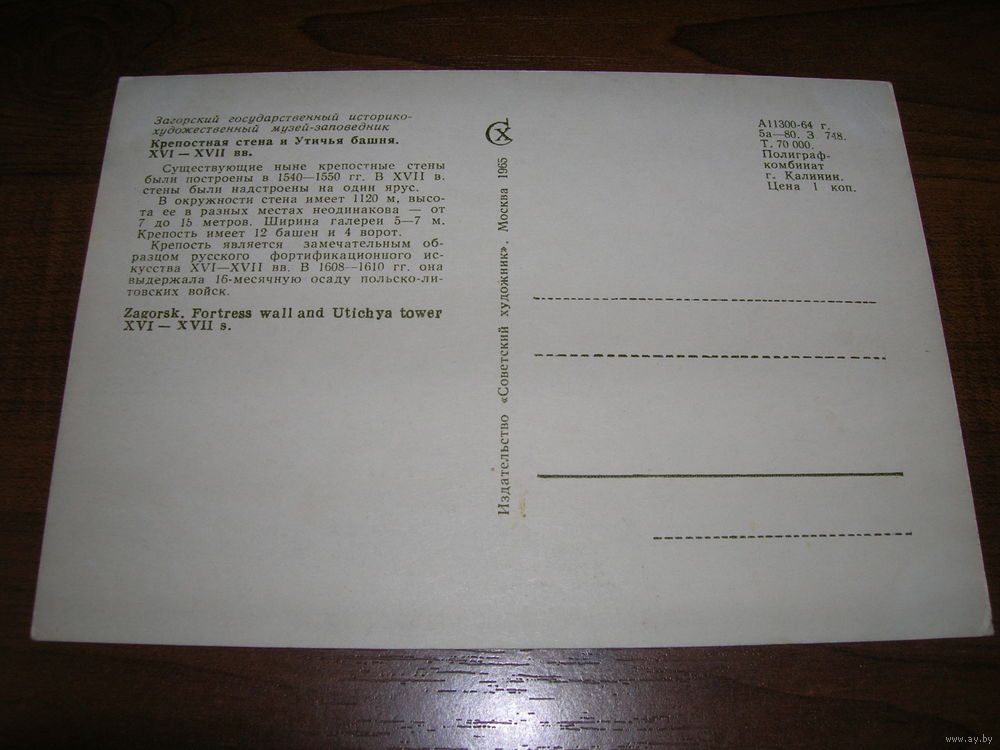 Загорский государственный историко-
художественный музей-заповедник
Крепостная стена и Утичья башня.
XVI — XVII вв.
Существующие ныне крепостные стены
были построены в 1540—1550 гг. В XVII в.
стены были надстроены на один ярус.
В окружности стена имеет 1120 м, высо-
та ее в разных местах неодинакова — от
7 до 15 метров. Ширина галереи 5—7 м.
Крепость имеет 12 башен и 4 ворот.
Крепость является замечательным об-
разцом русского фортификационного ис-
кусства XVI—XVII вв. В 1608—1610 гг. она
выдержала 16-месячную осаду польско-ли-
товских войск.
Zagorsk. Fortress wall and Utichya tower
XVI — XVII s.
СХ
Издательство «Советский художник». Москва 1965
А11300-64 г.
5а—80. З 748.
Т. 70 000.
Полиграф-
комбинат
г. Калинин.
Цена 1 коп.
www.ay.by